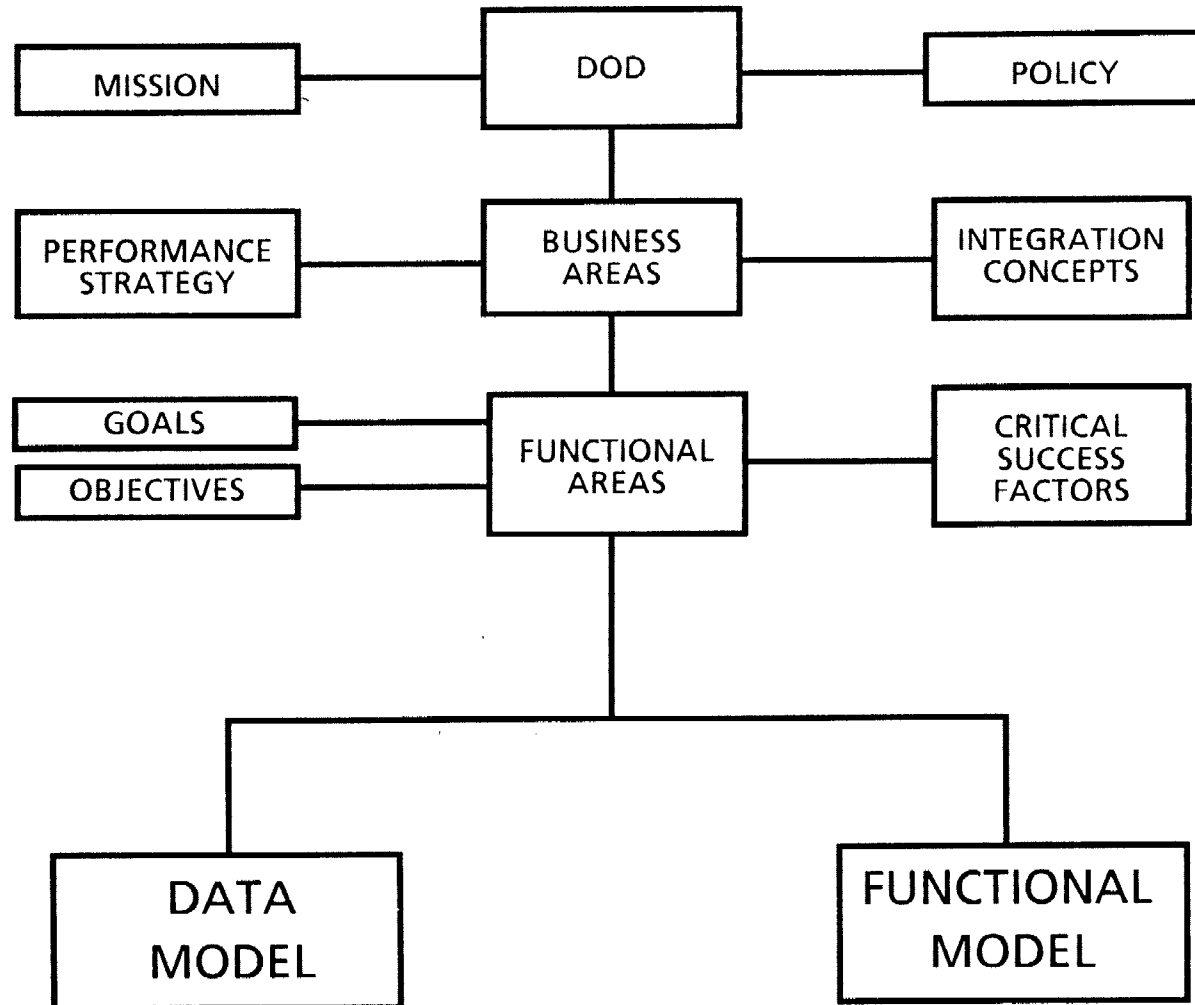 MISSION
DOD
POLICY
PERFORMANCE
STRATEGY
BUSINESS
AREAS
INTEGRATION
CONCEPTS
GOALS
OBJECTIVES
FUNCTIONAL
AREAS
CRITICAL
SUCCESS
FACTORS
DATA
MODEL
FUNCTIONAL
MODEL